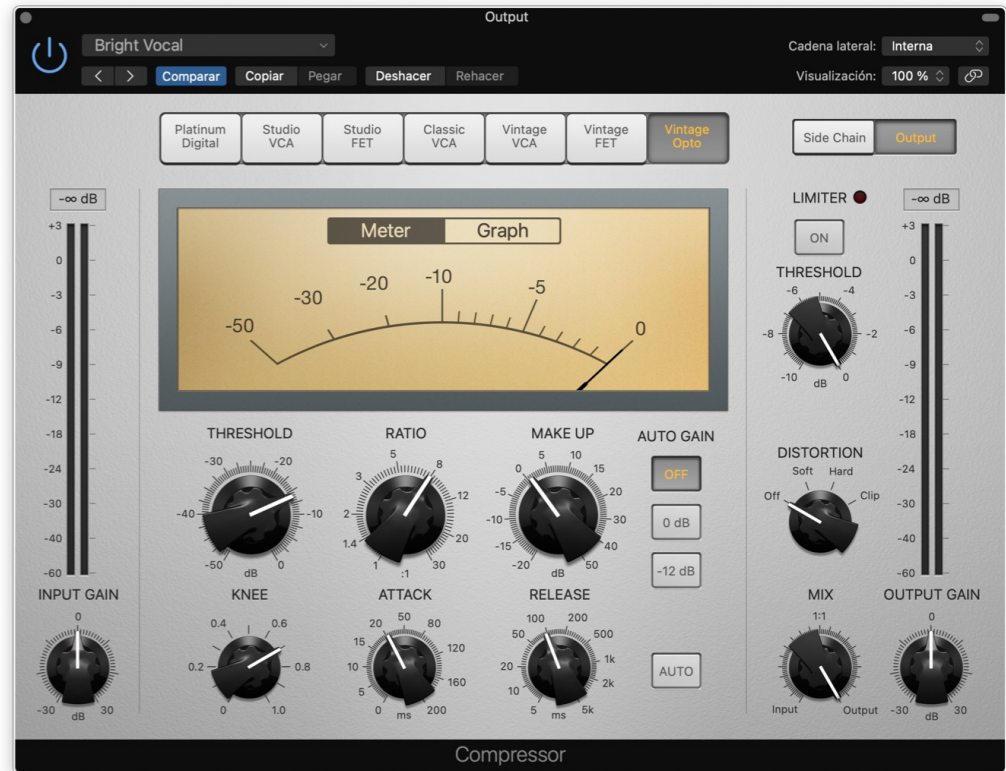 Output
Bright Vocal
Cadena lateral: Interna
Comparar Copiar Pegar Deshacer Rehacer
Visualización: 100 %
Platinum Digital
Studio VCA
Studio FET
Classic VCA
Vintage VCA
Vintage FET
Vintage Opto
Side Chain Output
-∞ dB
+3
0
-3
-6
-9
-12
-18
-24
-30
-40
-60
INPUT GAIN
0
-30 dB 30
Meter Graph
-50 -30 -20 -10 -5 0
THRESHOLD
-30 -20
-40 -10
-50 dB 0
RATIO
5 8
3 12
2 20
1.4 30
1 :1
MAKE UP
0 5 10 15
-5 20
-10 30
-15 40
-20 dB 50
AUTO GAIN
OFF
0 dB
-12 dB
KNEE
0.4 0.6
0.2 0.8
0 1.0
ATTACK
20 50 80
15 120
10 160
5
0 ms 200
RELEASE
100 200
50 500
20 1k
10 2k
5 ms 5k
AUTO
LIMITER
ON
THRESHOLD
-6 -4
-8 -2
-10 dB 0
DISTORTION
Soft Hard
Off Clip
MIX
1:1
Input Output
-∞ dB
+3
0
-3
-6
-9
-12
-18
-24
-30
-40
-60
OUTPUT GAIN
0
-30 dB 30
Compressor